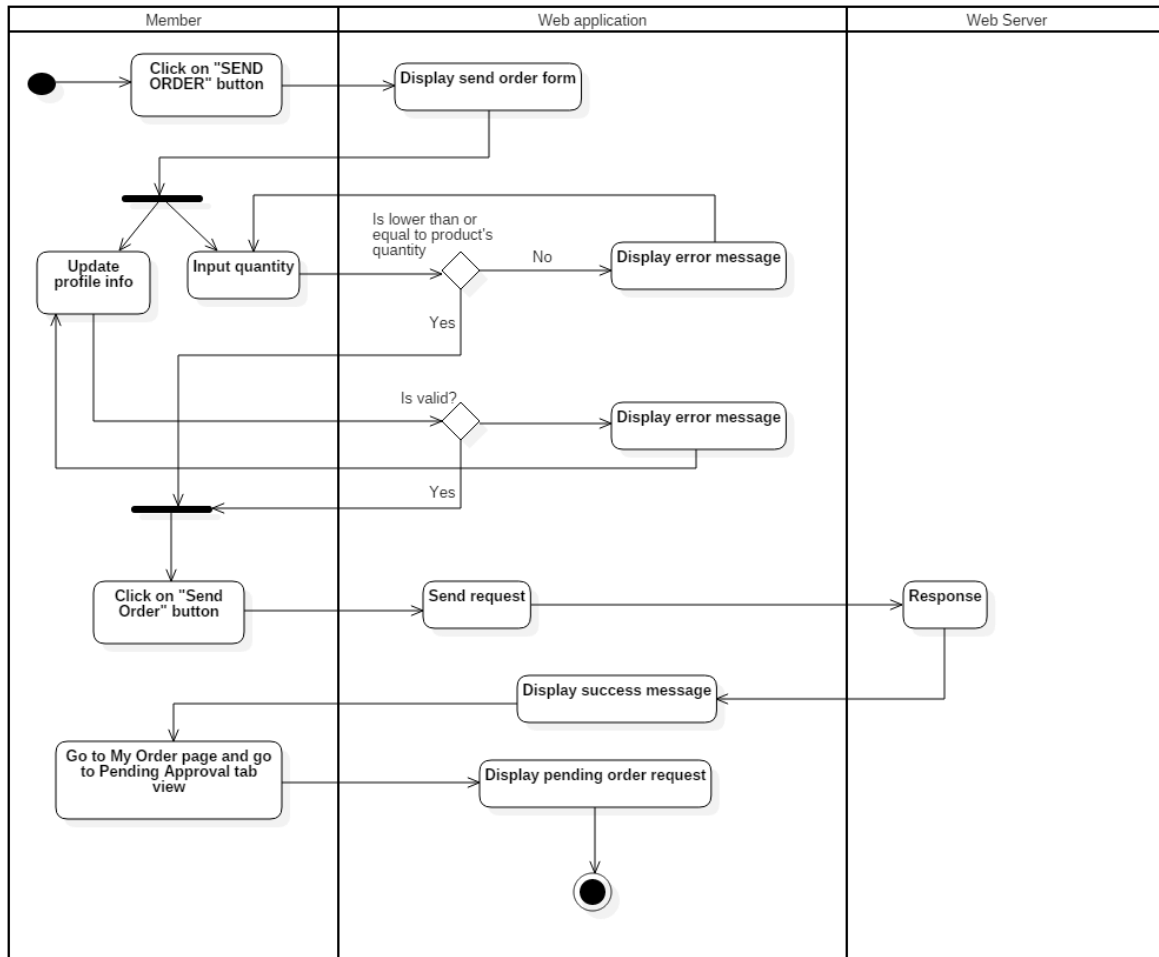 Member
Web application
Web Server
Click on "SEND
ORDER" button
Display send order form
Is lower than or
equal to product's
quantity
Update
profile info
Input quantity
No
Display error message
Yes
Is valid?
Display error message
Yes
Click on "Send
Order" button
Send request
Response
Display success message
Go to My Order page and go
to Pending Approval tab
view
Display pending order request